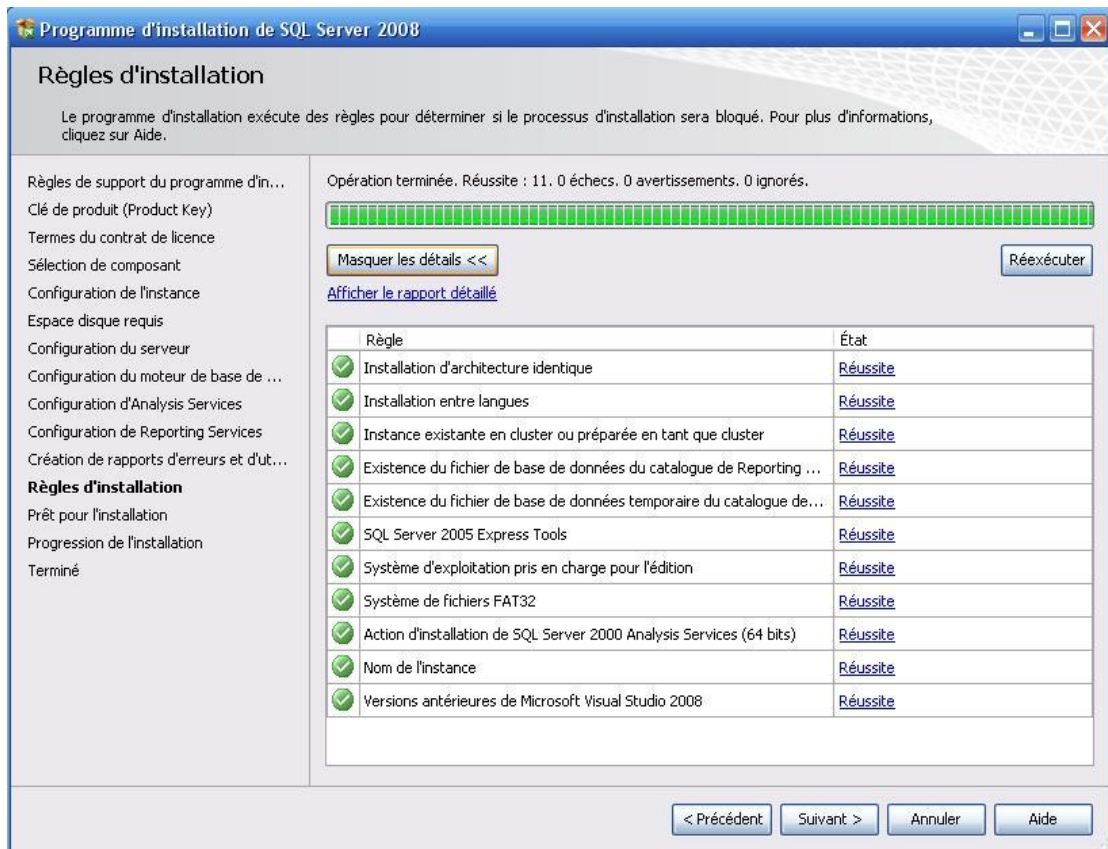 Programme d'installation de SQL Server 2008
Règles d'installation
Le programme d'installation exécute des règles pour déterminer si le processus d'installation sera bloqué. Pour plus d'informations,
cliquez sur Aide.
Règles de support du programme d'in...
Clé de produit (Product Key)
Termes du contrat de licence
Sélection de composant
Configuration de l'instance
Espace disque requis
Configuration du serveur
Configuration du moteur de base de ...
Configuration d'Analysis Services
Configuration de Reporting Services
Création de rapports d'erreurs et d'ut...
Règles d'installation
Prêt pour l'installation
Progression de l'installation
Terminé
Opération terminée. Réussite : 11. 0 échecs. 0 avertissements. 0 ignorés.
Masquer les détails << Réexécuter
Afficher le rapport détaillé
Règle État
Installation d'architecture identique Réussite
Installation entre langues Réussite
Instance existante en cluster ou préparée en tant que cluster Réussite
Existence du fichier de base de données du catalogue de Reporting ... Réussite
Existence du fichier de base de données temporaire du catalogue de... Réussite
SQL Server 2005 Express Tools Réussite
Système d'exploitation pris en charge pour l'édition Réussite
Système de fichiers FAT32 Réussite
Action d'installation de SQL Server 2000 Analysis Services (64 bits) Réussite
Nom de l'instance Réussite
Versions antérieures de Microsoft Visual Studio 2008 Réussite
< Précédent Suivant > Annuler Aide